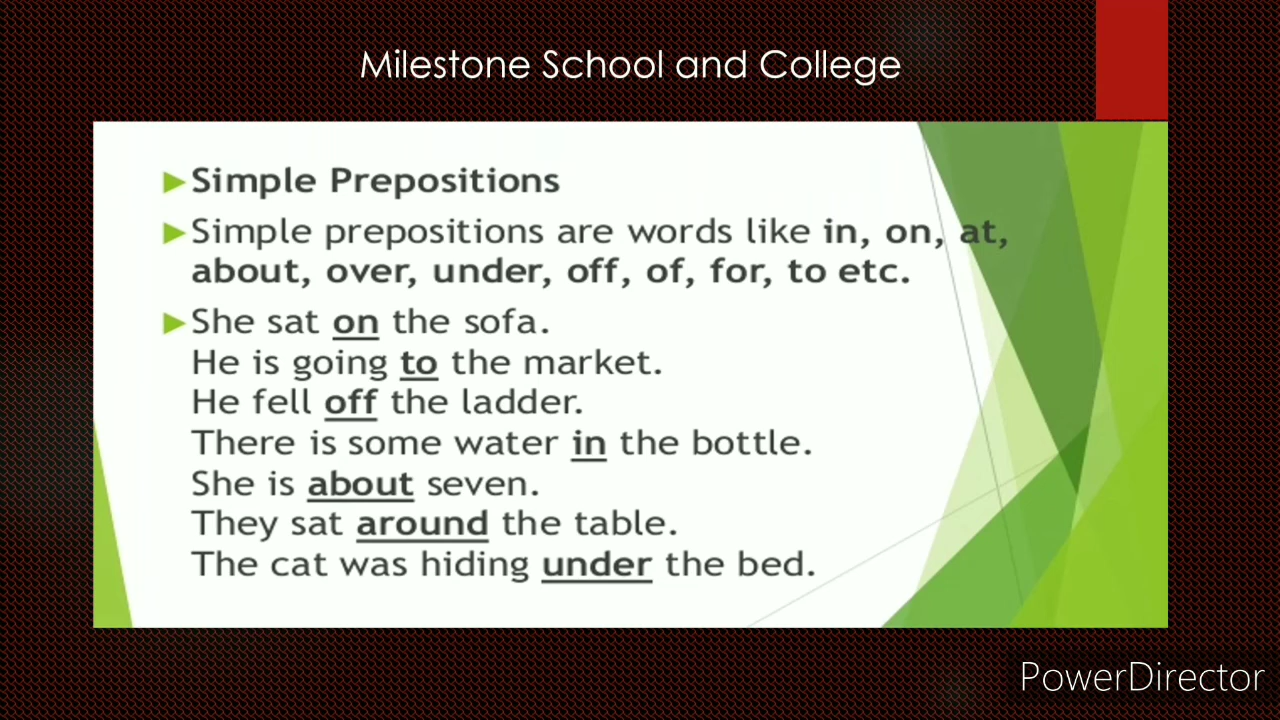 Milestone School and College
Simple Prepositions
Simple prepositions are words like in, on, at,
about, over, under, off, of, for, to etc.
She sat on the sofa.
He is going to the market.
He fell off the ladder.
There is some water in the bottle.
She is about seven.
They sat around the table.
The cat was hiding under the bed.
PowerDirector